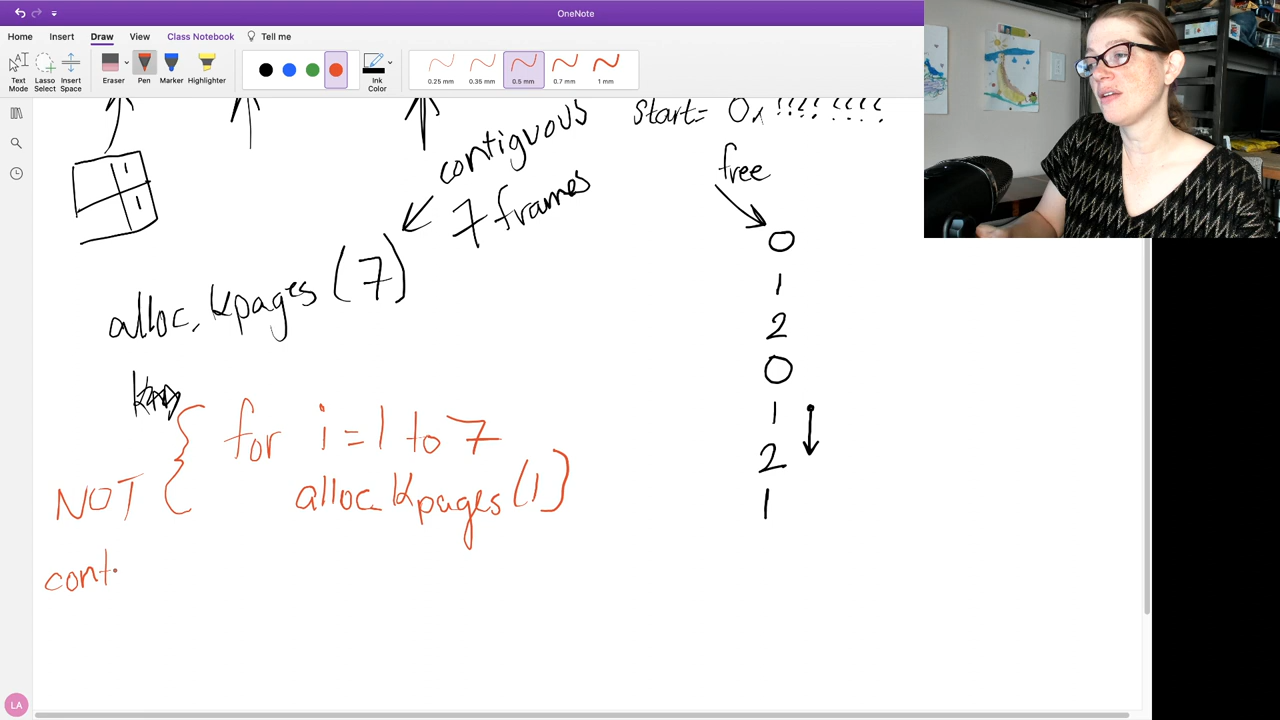 OneNote
Home Insert Draw View Class Notebook Tell me
Text Mode
Lasso Select
Insert Space
Eraser
Pen
Marker
Highlighter
Ink Color
0.25 mm
0.35 mm
0.5 mm
0.7 mm
1 mm
start= 0x !!!! !!!!
contiguous
7 frames
free
0
1
2
0
1
2
1
alloc_kpages (7)
for i=1 to 7
NOT { alloc_kpages (1)
cont
LA